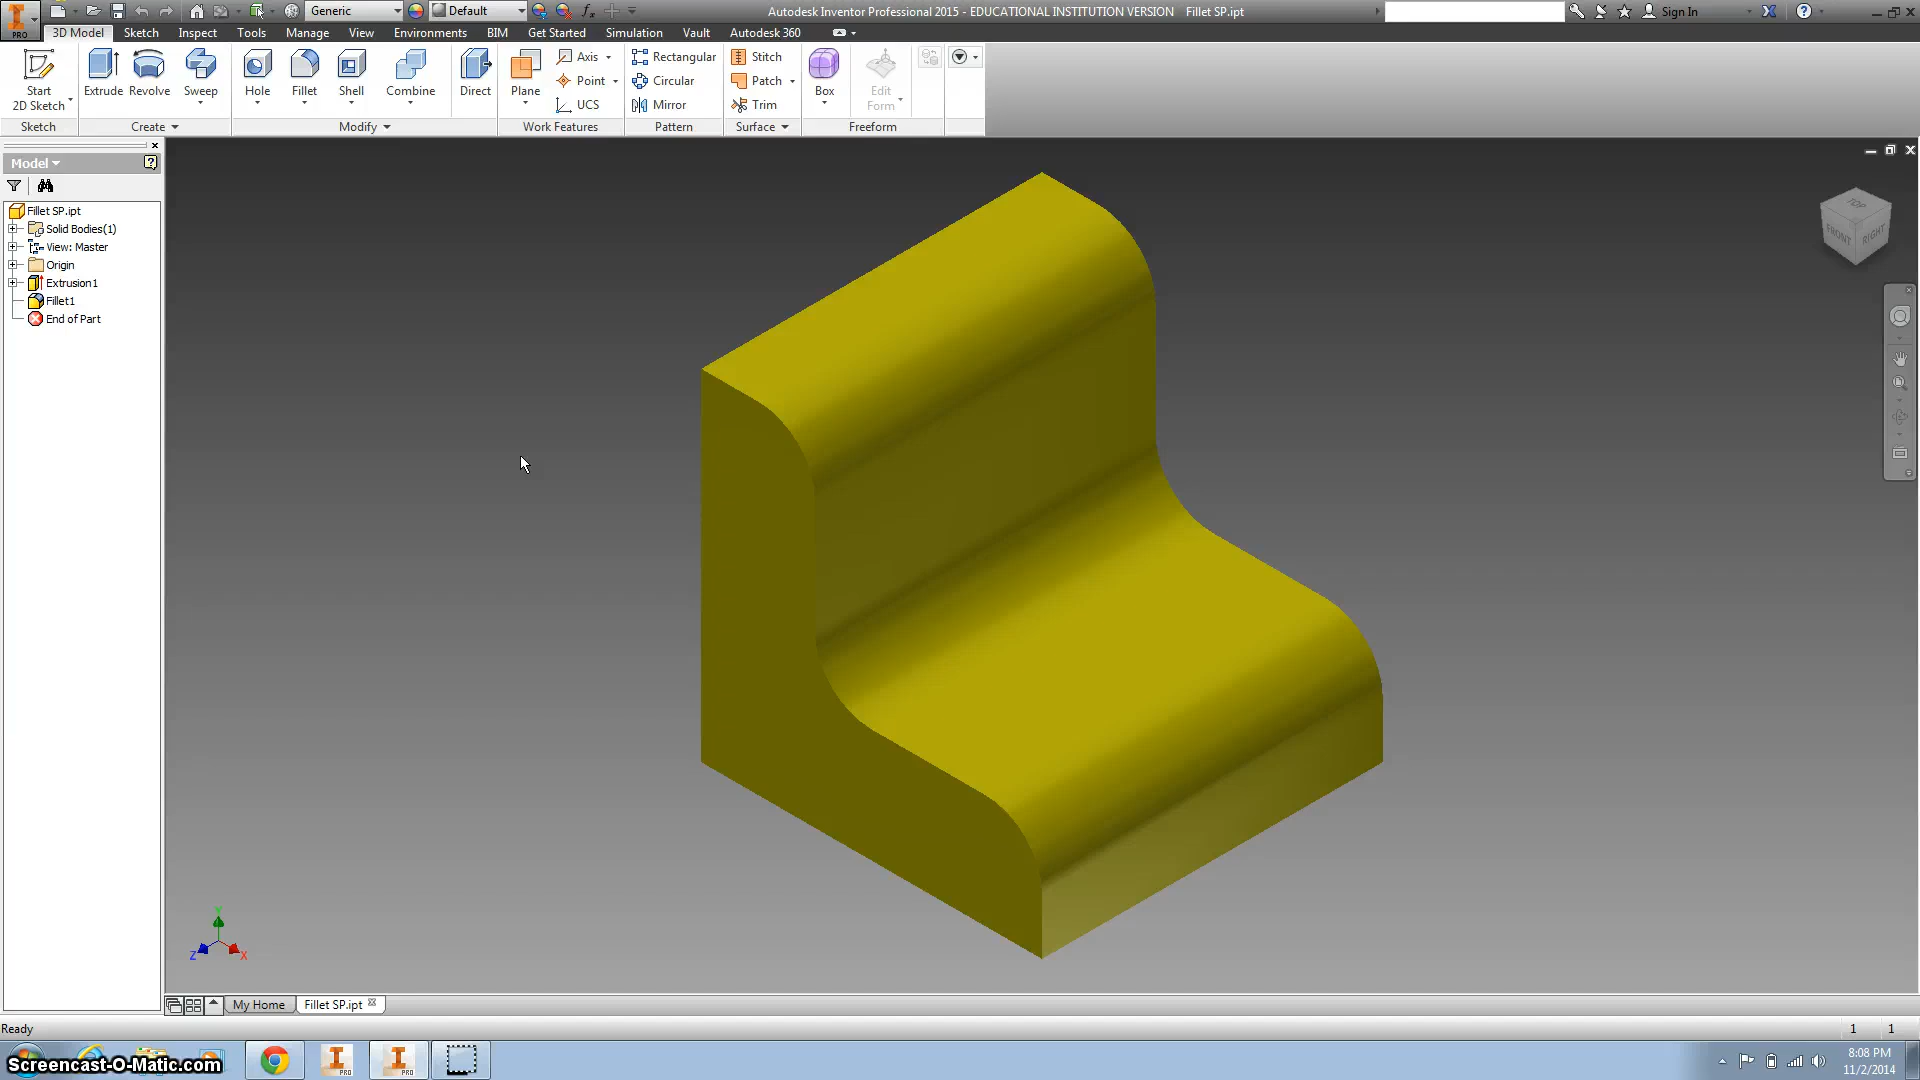 Generic
Default
Autodesk Inventor Professional 2015 - EDUCATIONAL INSTITUTION VERSION Fillet SP.ipt
Sign In
PRO
3D Model Sketch Inspect Tools Manage View Environments BIM Get Started Simulation Vault Autodesk 360
Start
2D Sketch
Extrude Revolve Sweep
Hole Fillet Shell Combine
Direct
Plane
Axis
Point
UCS
Rectangular
Circular
Mirror
Stitch
Patch
Trim
Box
Edit
Form
Sketch Create Modify Work Features Pattern Surface Freeform
Model
Fillet SP.ipt
Solid Bodies(1)
View: Master
Origin
Extrusion1
Fillet1
End of Part
TOP
FRONT RIGHT
Y
Z X
My Home Fillet SP.ipt
Ready 1 1
Screencast-O-Matic.com
PRO PRO
8:08 PM
11/2/2014